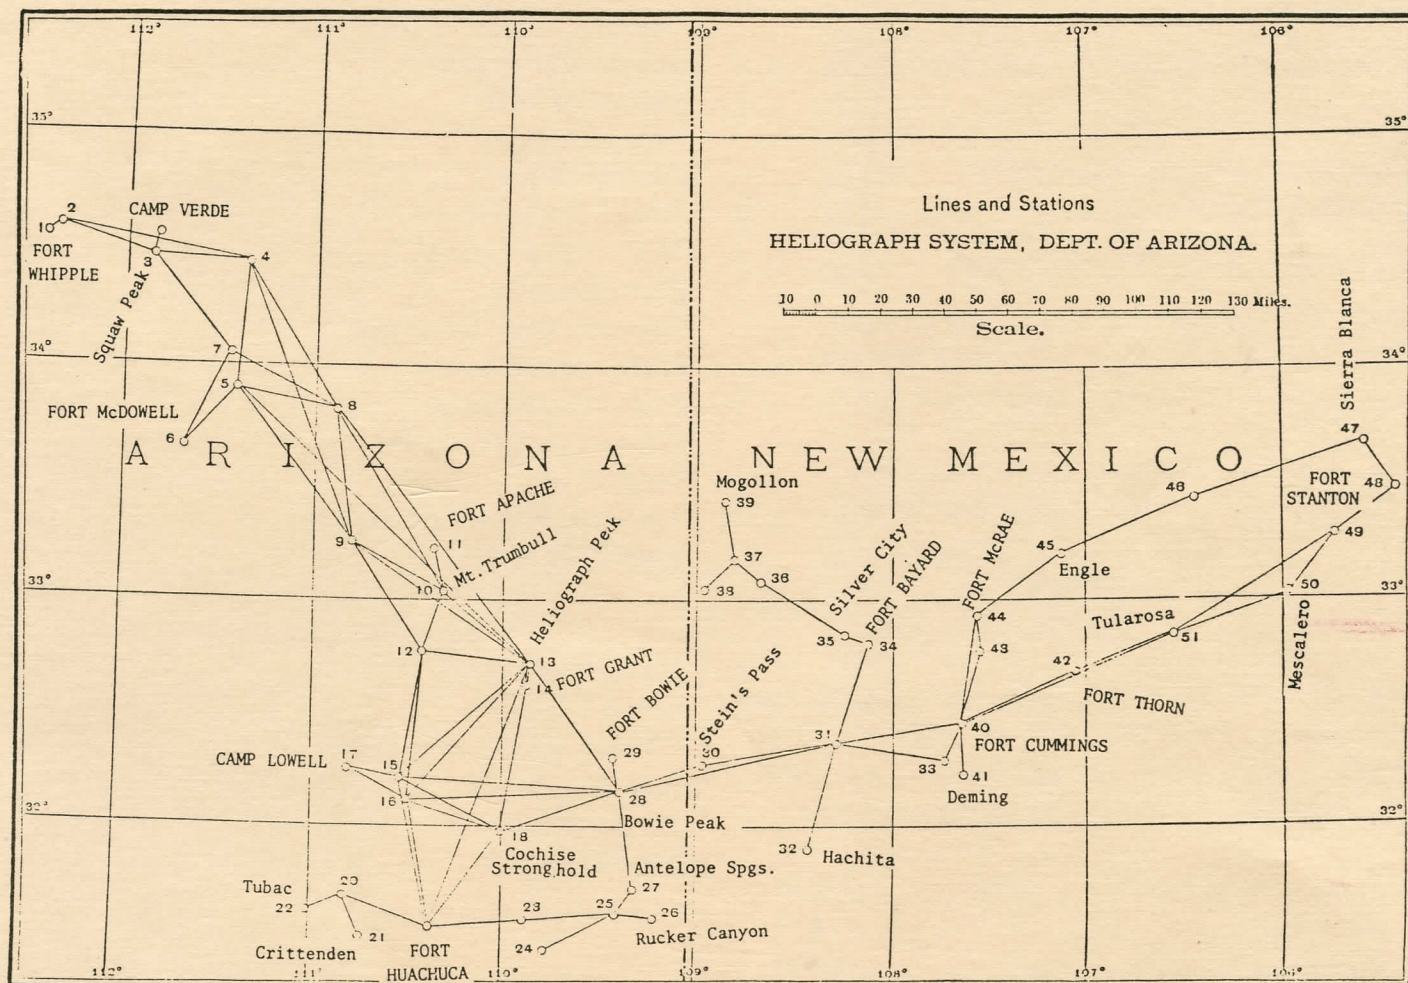 112° 111° 110° 109° 108° 107° 106°
35° 35°
Lines and Stations
HELIOGRAPH SYSTEM, DEPT. OF ARIZONA.
10 0 10 20 30 40 50 60 70 80 90 100 110 120 130 Miles.
Scale.
2
CAMP VERDE
1
FORT
WHIPPLE
3
4
Squaw Peak
Sierra Blanca
34° 34°
7
5
8
FORT McDOWELL
6
ARIZONA NEW MEXICO
47
Mogollon
39
FORT APACHE
46
FORT
STANTON
48
9
11
Mt. Trumbull
Heliograph Peak
37
36
38
Silver City
FORT BAYARD
FORT McRAE
45
Engle
49
33° 33°
10
50
44
Tularosa
51
Mescalero
12
13
14
FORT GRANT
FORT BOWIE
Stein's Pass
35
34
43
42
FORT THORN
CAMP LOWELL
17
15
16
29
28
30
31
40
FORT CUMMINGS
33
41
Deming
32° 32°
18
Cochise
Stronghold
Bowie Peak
32
Hachita
Antelope Spgs.
27
Tubac
20
22
21
Crittenden
23
25
26
24
Rucker Canyon
FORT
HUACHUCA
112° 111° 110° 109° 108° 107° 106°